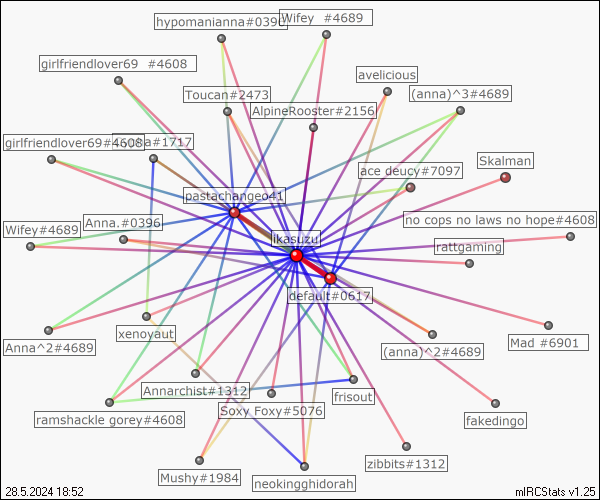 hypomanianna#0396
Wifey  #4689
girlfriendlover69  #4608
avelicious
Toucan#2473
(anna)^3#4689
AlpineRooster#2156
girlfriendlover69#4608
#1717
Skalman
ace deucy#7097
pastachangeo41
no cops no laws no hope#4608
Wifey#4689
Anna.#0396
ikasuzu
rattgaming
default#0617
xenoyaut
Mad #6901
Anna^2#4689
(anna)^2#4689
Annarchist#1312
frisout
Soxy Foxy#5076
ramshackle gorey#4608
fakedingo
zibbits#1312
Mushy#1984
neokingghidorah
28.5.2024 18:52
mIRCStats v1.25